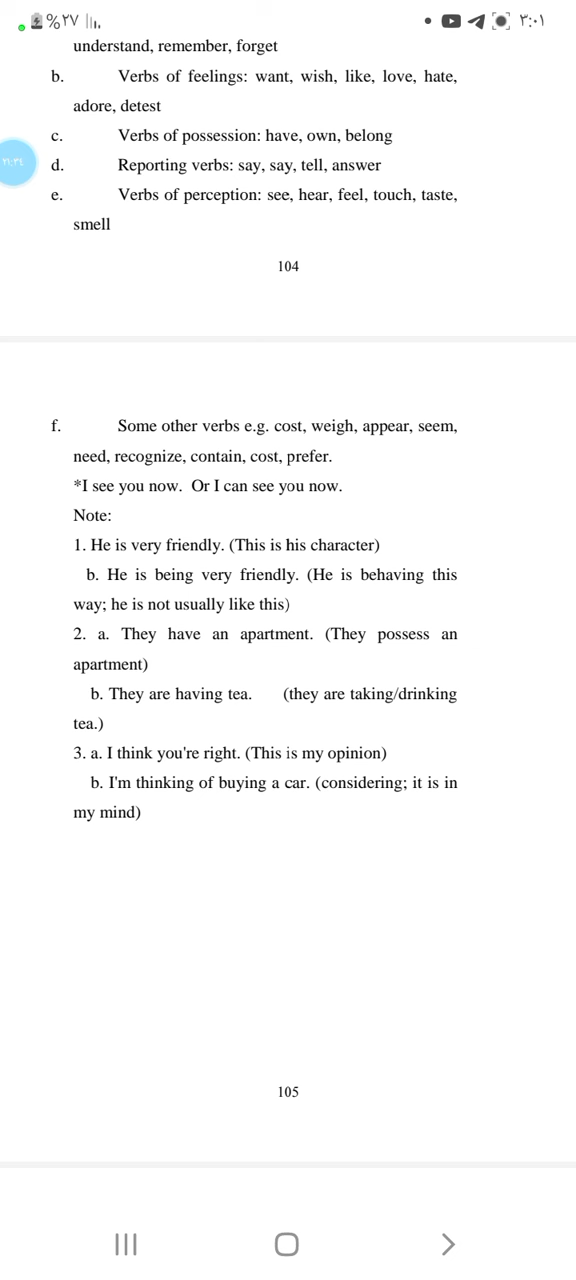 %٢٧ ٣:٠١
understand, remember, forget
b. Verbs of feelings: want, wish, like, love, hate,
adore, detest
c. Verbs of possession: have, own, belong
d. Reporting verbs: say, say, tell, answer
e. Verbs of perception: see, hear, feel, touch, taste,
smell
104
f. Some other verbs e.g. cost, weigh, appear, seem,
need, recognize, contain, cost, prefer.
*I see you now. Or I can see you now.
Note:
1. He is very friendly. (This is his character)
b. He is being very friendly. (He is behaving this
way; he is not usually like this)
2. a. They have an apartment. (They possess an
apartment)
b. They are having tea. (they are taking/drinking
tea.)
3. a. I think you're right. (This is my opinion)
b. I'm thinking of buying a car. (considering; it is in
my mind)
105